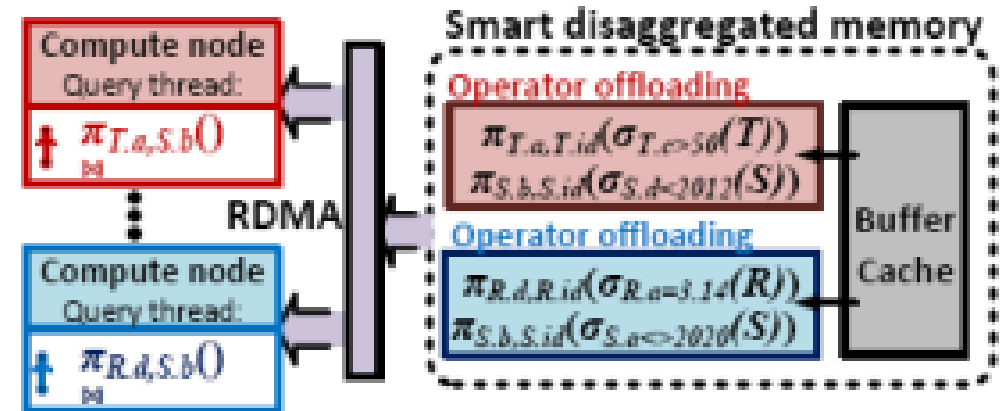 Smart disaggregated memory
Compute node
Query thread:
π_{T.a,S.b}()
⋈
RDMA
Compute node
Query thread:
π_{R.d,S.b}()
⋈
Operator offloading
π_{T.a,T.id}(σ_{T.c>50}(T))
π_{S.b,S.id}(σ_{S.d<2012}(S))
Operator offloading
π_{R.d,R.id}(σ_{R.a=3.14}(R))
π_{S.b,S.id}(σ_{S.e<>2020}(S))
Buffer
Cache